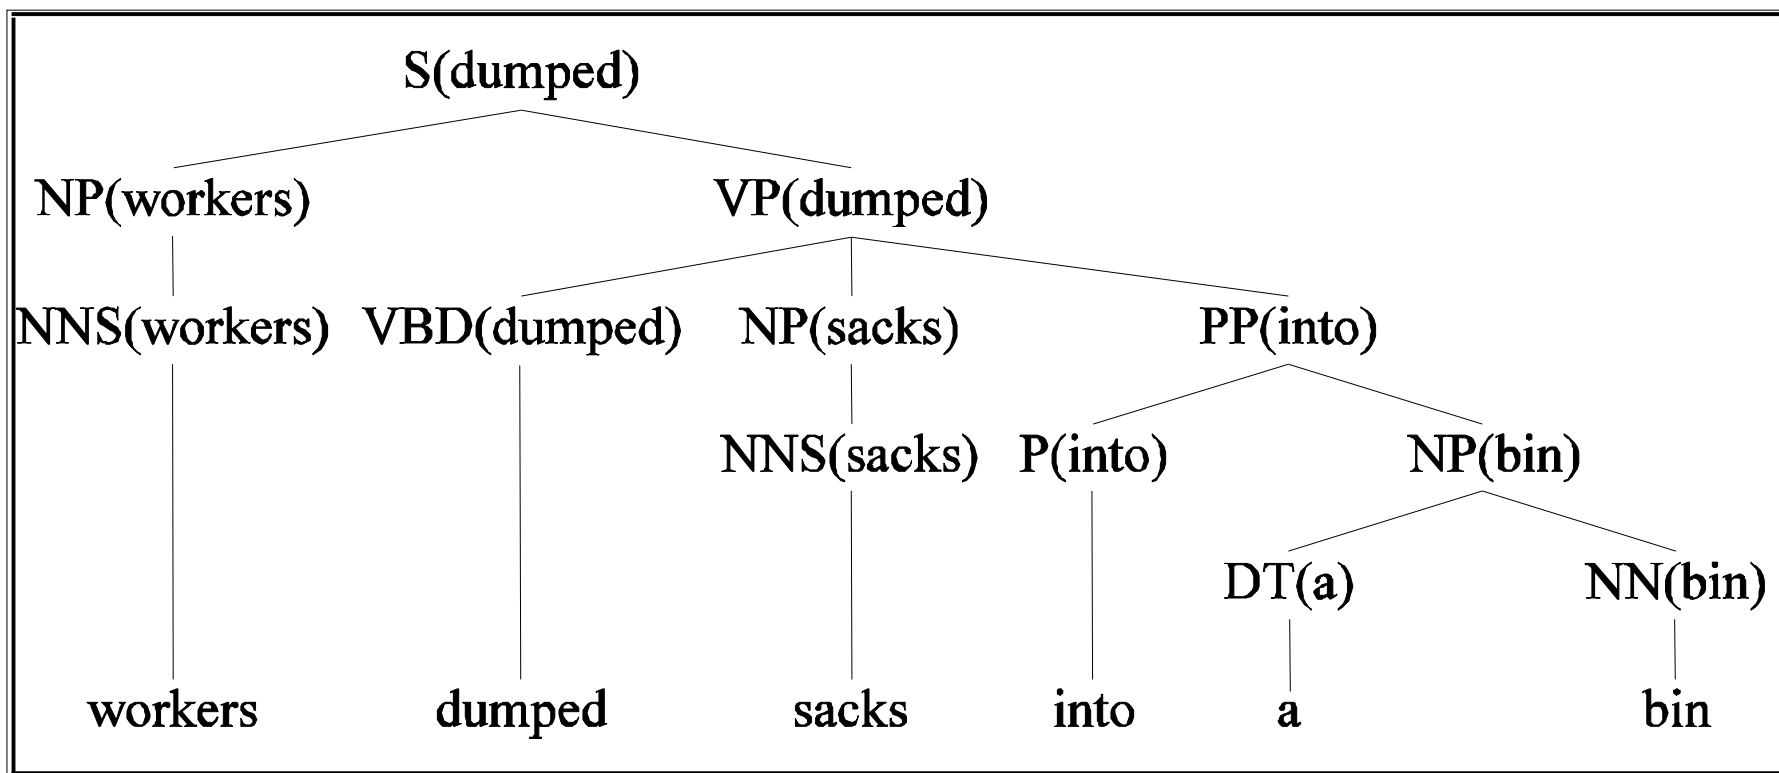 S(dumped)
NP(workers) VP(dumped)
NNS(workers) VBD(dumped) NP(sacks) PP(into)
NNS(sacks) P(into) NP(bin)
DT(a) NN(bin)
workers dumped sacks into a bin